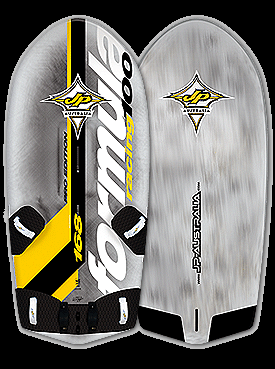 JP
AUSTRALIA
PRO EDITION
168
formula
racing 100
JP
AUSTRALIA
JP AUSTRALIA